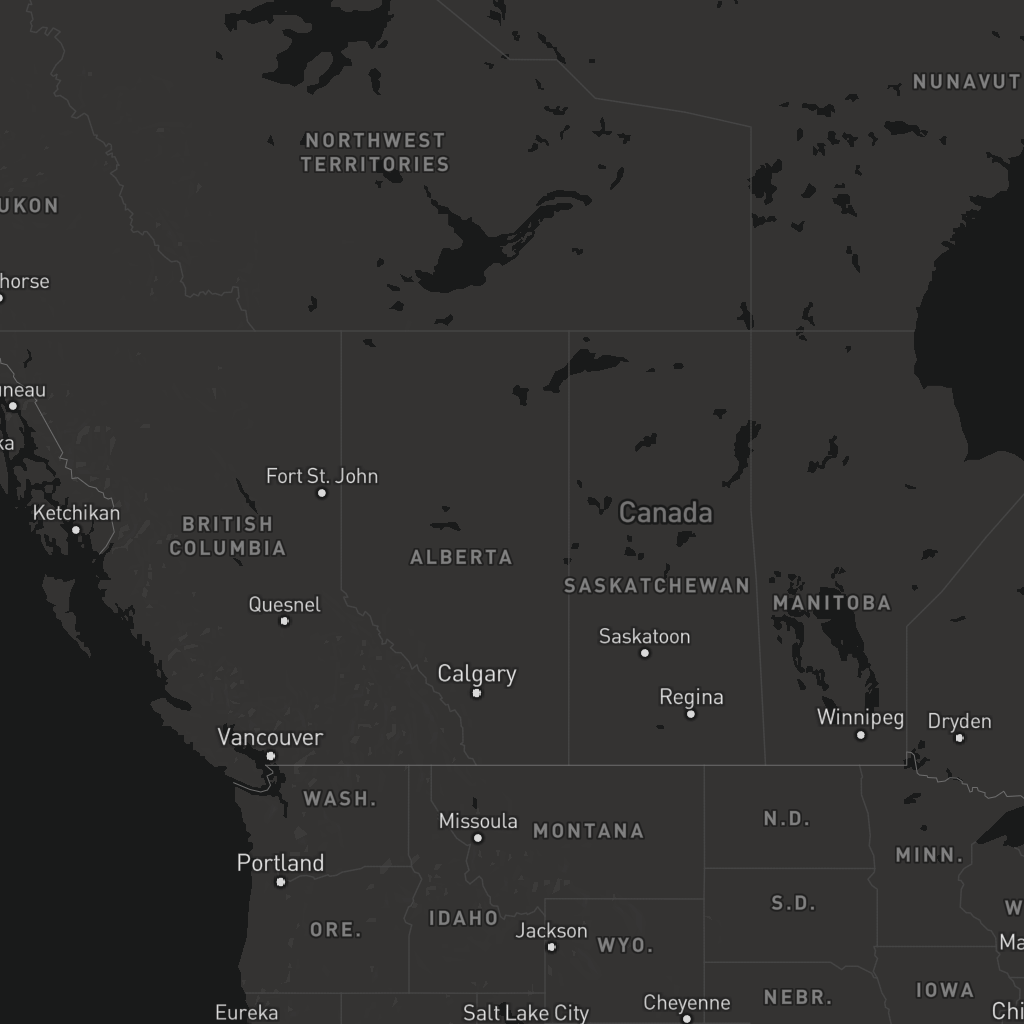 NUNAVUT
NORTHWEST
TERRITORIES
UKON
horse
neau
ka
Fort St. John
Ketchikan
Canada
BRITISH
COLUMBIA
ALBERTA
SASKATCHEWAN
MANITOBA
Quesnel
Saskatoon
Calgary
Regina
Winnipeg
Dryden
Vancouver
WASH.
Missoula
MONTANA
N.D.
MINN.
Portland
S.D.
W
IDAHO
ORE.
Jackson
WYO.
Ma
IOWA
NEBR.
Cheyenne
Eureka
Salt Lake City
Chi